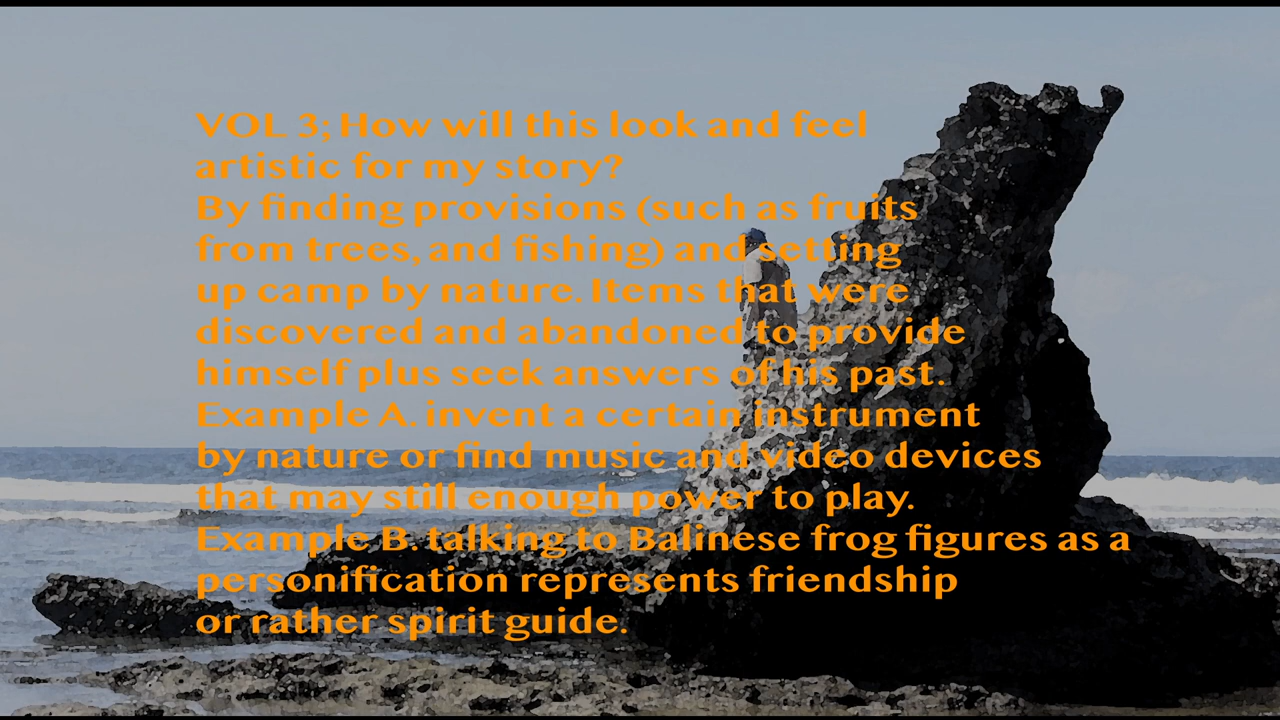 VOL 3; How will this look and feel
artistic for my story?
By finding provisions (such as fruits
from trees, and fishing) and setting
up camp by nature. Items that were
discovered and abandoned to provide
himself plus seek answers of his past.
Example A. invent a certain instrument
by nature or find music and video devices
that may still enough power to play.
Example B. talking to Balinese frog figures as a
personification represents friendship
or rather spirit guide.